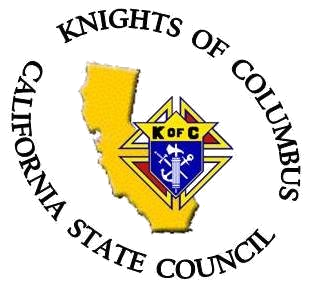 KNIGHTS OF COLUMBUS
K OF C
CALIFORNIA STATE COUNCIL